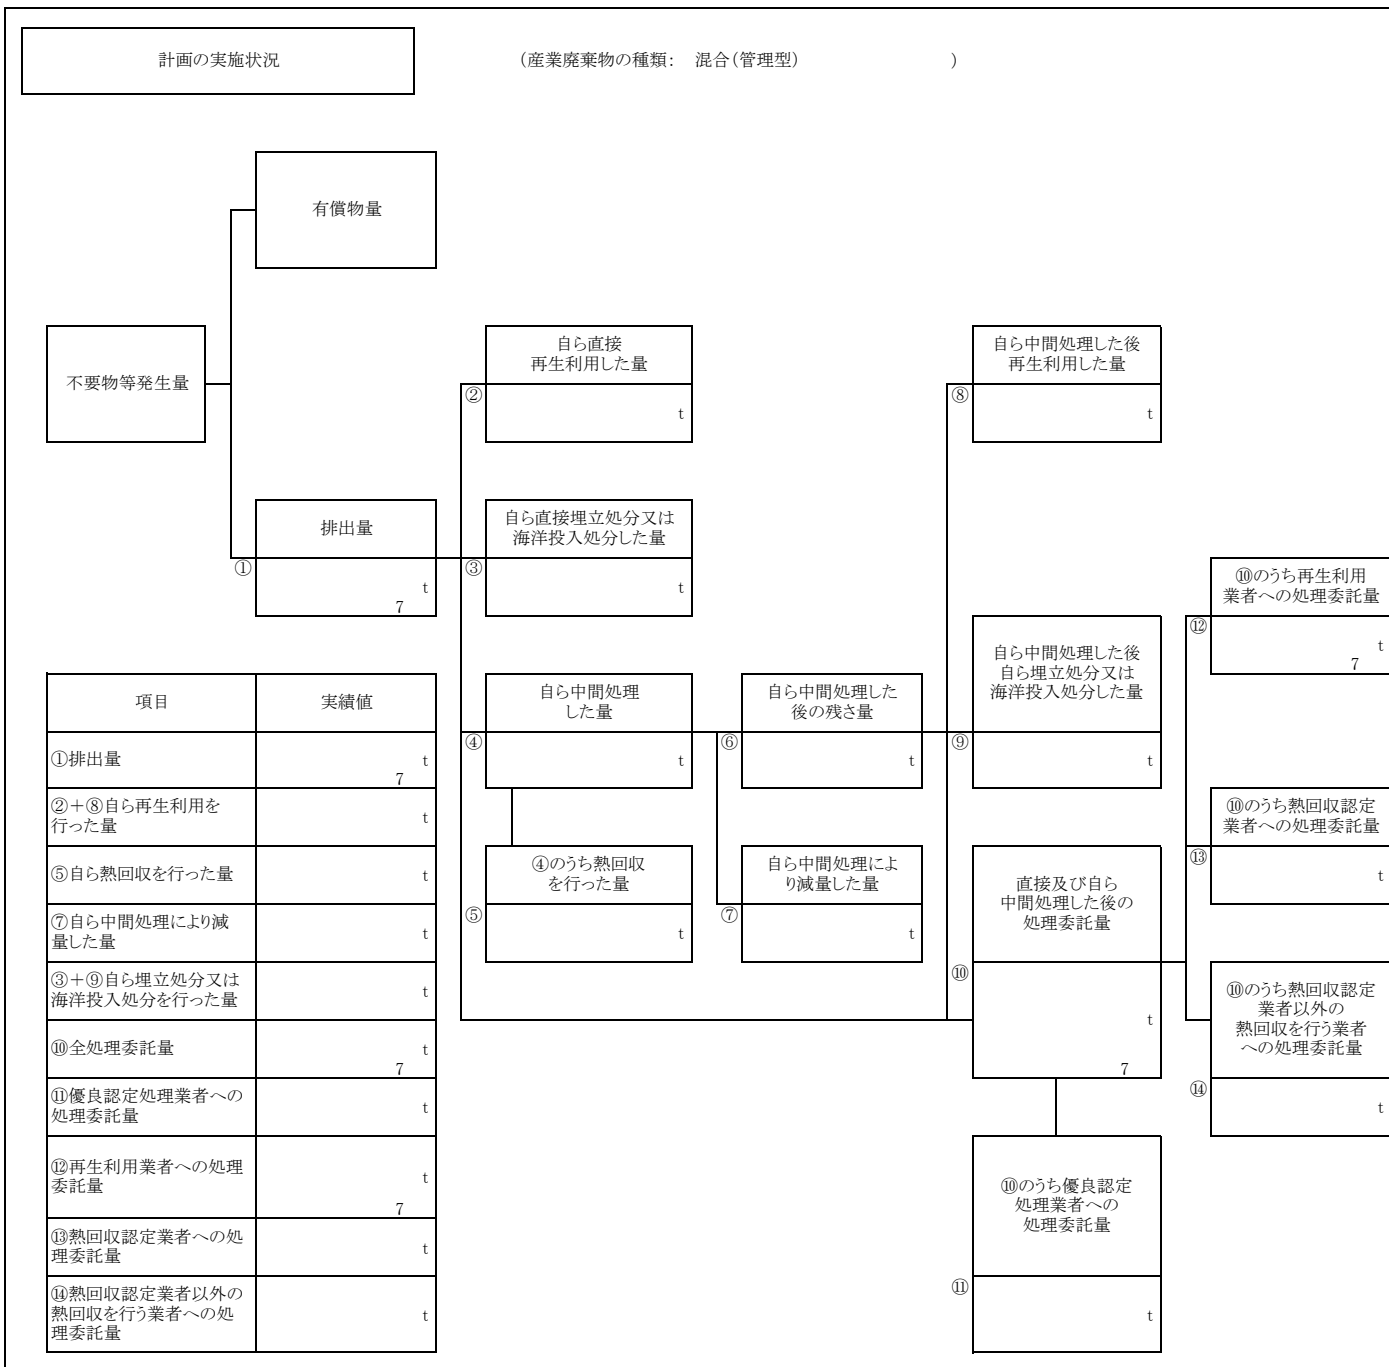 計画の実施状況
(産業廃棄物の種類: 混合(管理型) )
有償物量
不要物等発生量
自ら直接
再生利用した量
②
t
自ら中間処理した後
再生利用した量
⑧
t
排出量
①
t
7
自ら直接埋立処分又は
海洋投入処分した量
③
t
⑩のうち再生利用
業者への処理委託量
⑫
t
7
自ら中間処理した後
自ら埋立処分又は
海洋投入処分した量
⑨
t
自ら中間処理
した量
④
t
自ら中間処理した
後の残さ量
⑥
t
④のうち熱回収
を行った量
⑤
t
自ら中間処理によ
り減量した量
⑦
t
直接及び自ら
中間処理した後の
処理委託量
⑩
t
7
⑩のうち熱回収認定
業者への処理委託量
⑬
t
⑩のうち熱回収認定
業者以外の
熱回収を行う業者
への処理委託量
⑭
t
⑩のうち優良認定
処理業者への
処理委託量
⑪
t
項目 実績値
①排出量 t
7
②+⑧自ら再生利用を
行った量
t
⑤自ら熱回収を行った量 t
⑦自ら中間処理により減
量した量
t
③+⑨自ら埋立処分又は
海洋投入処分を行った量
t
⑩全処理委託量 t
7
⑪優良認定処理業者への
処理委託量
t
⑫再生利用業者への処理
委託量
t
7
⑬熱回収認定業者への処
理委託量
t
⑭熱回収認定業者以外の
熱回収を行う業者への処
理委託量
t